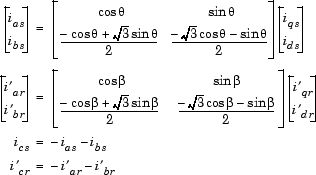 [i_as; i_bs] = [cosθ, sinθ; (−cosθ + √3 sinθ)/2, (−√3 cosθ − sinθ)/2] [i_qs; i_ds]
[i′_ar; i′_br] = [cosβ, sinβ; (−cosβ + √3 sinβ)/2, (−√3 cosβ − sinβ)/2] [i′_qr; i′_dr]
i_cs = −i_as − i_bs
i′_cr = −i′_ar − i′_br